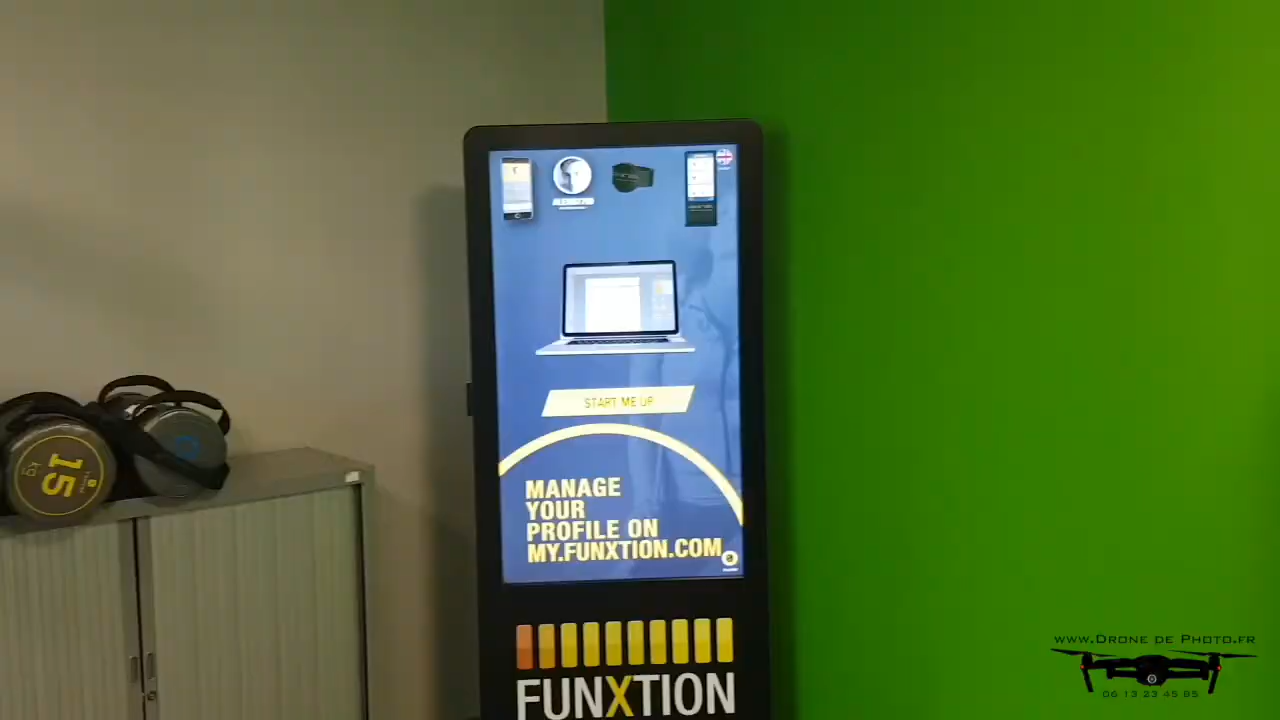 START ME UP
MANAGE
YOUR
PROFILE ON
MY.FUNXTION.COM
FUNXTION
15
KG
www.Drone de Photo.fr
06 13 23 45 85